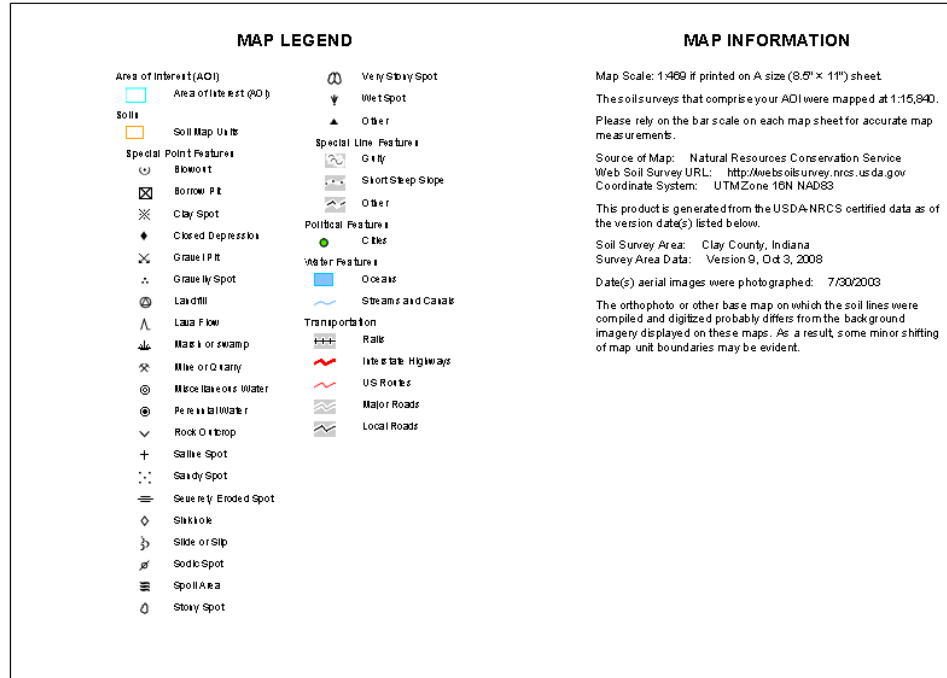 MAP LEGEND
Area of Interest (AOI)
Area of Interest (AOI)
Soils
Soil Map Units
Special Point Features
Blowout
Borrow Pit
Clay Spot
Closed Depression
Gravel Pit
Gravelly Spot
Landfill
Lava Flow
Marsh or swamp
Mine or Quarry
Miscellaneous Water
Perennial Water
Rock Outcrop
Saline Spot
Sandy Spot
Severely Eroded Spot
Sinkhole
Slide or Slip
Sodic Spot
Spoil Area
Stony Spot
Very Stony Spot
Wet Spot
Other
Special Line Features
Gully
Short Steep Slope
Other
Political Features
Cities
Water Features
Oceans
Streams and Canals
Transportation
Rails
Interstate Highways
US Routes
Major Roads
Local Roads
MAP INFORMATION
Map Scale: 1:469 if printed on A size (8.5" × 11") sheet.
The soil surveys that comprise your AOI were mapped at 1:15,840.
Please rely on the bar scale on each map sheet for accurate map
measurements.
Source of Map: Natural Resources Conservation Service
Web Soil Survey URL: http://websoilsurvey.nrcs.usda.gov
Coordinate System: UTM Zone 16N NAD83
This product is generated from the USDA-NRCS certified data as of
the version date(s) listed below.
Soil Survey Area: Clay County, Indiana
Survey Area Data: Version 9, Oct 3, 2008
Date(s) aerial images were photographed: 7/30/2003
The orthophoto or other base map on which the soil lines were
compiled and digitized probably differs from the background
imagery displayed on these maps. As a result, some minor shifting
of map unit boundaries may be evident.